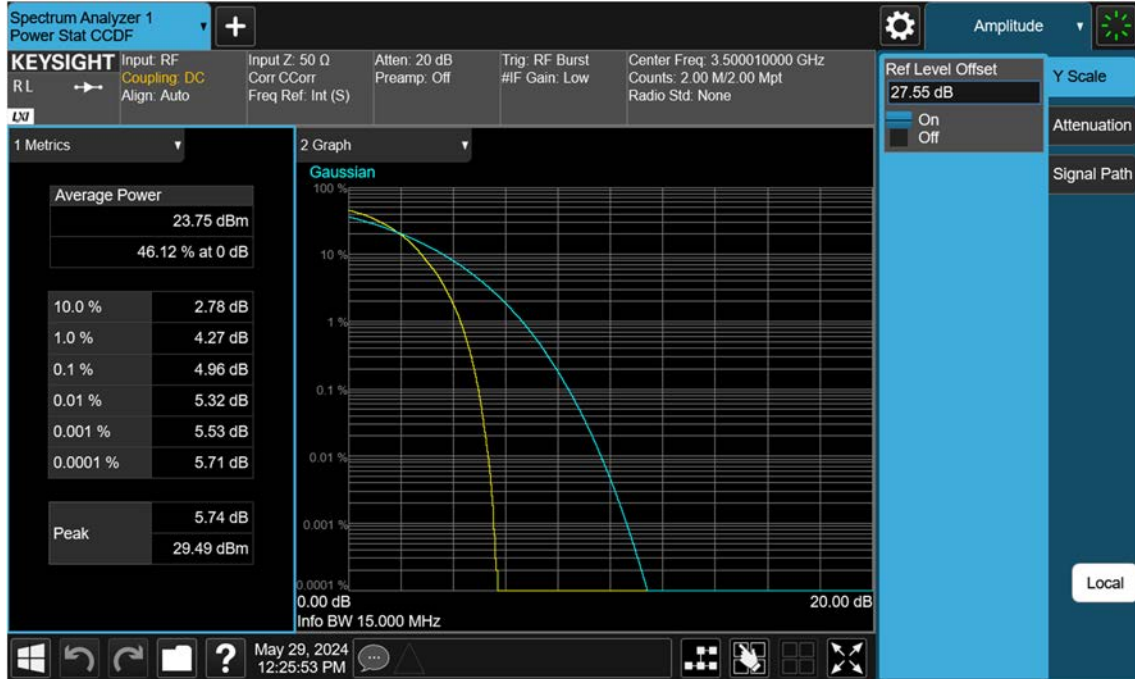 Spectrum Analyzer 1
Power Stat CCDF
Amplitude
KEYSIGHT
RL
LXI
Input: RF
Coupling: DC
Align: Auto
Input Z: 50 Ω
Corr CCorr
Freq Ref: Int (S)
Atten: 20 dB
Preamp: Off
Trig: RF Burst
#IF Gain: Low
Center Freq: 3.500010000 GHz
Counts: 2.00 M/2.00 Mpt
Radio Std: None
Ref Level Offset
27.55 dB
On
Off
Y Scale
Attenuation
Signal Path
Local
1 Metrics
Average Power
23.75 dBm
46.12 % at 0 dB
10.0 % 2.78 dB
1.0 % 4.27 dB
0.1 % 4.96 dB
0.01 % 5.32 dB
0.001 % 5.53 dB
0.0001 % 5.71 dB
Peak
5.74 dB
29.49 dBm
2 Graph
Gaussian
100 %
10 %
1 %
0.1 %
0.01 %
0.001 %
0.0001 %
0.00 dB 20.00 dB
Info BW 15.000 MHz
?
May 29, 2024
12:25:53 PM